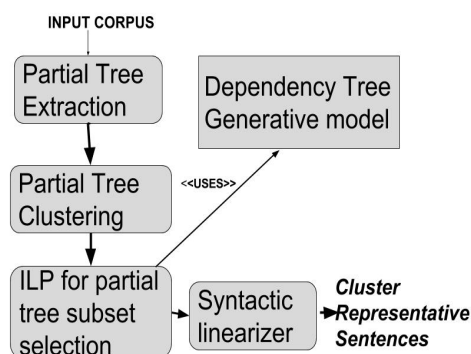 INPUT CORPUS
Partial Tree
Extraction
Dependency Tree
Generative model
Partial Tree
Clustering
<<USES>>
ILP for partial
tree subset
selection
Syntactic
linearizer
Cluster
Representative
Sentences